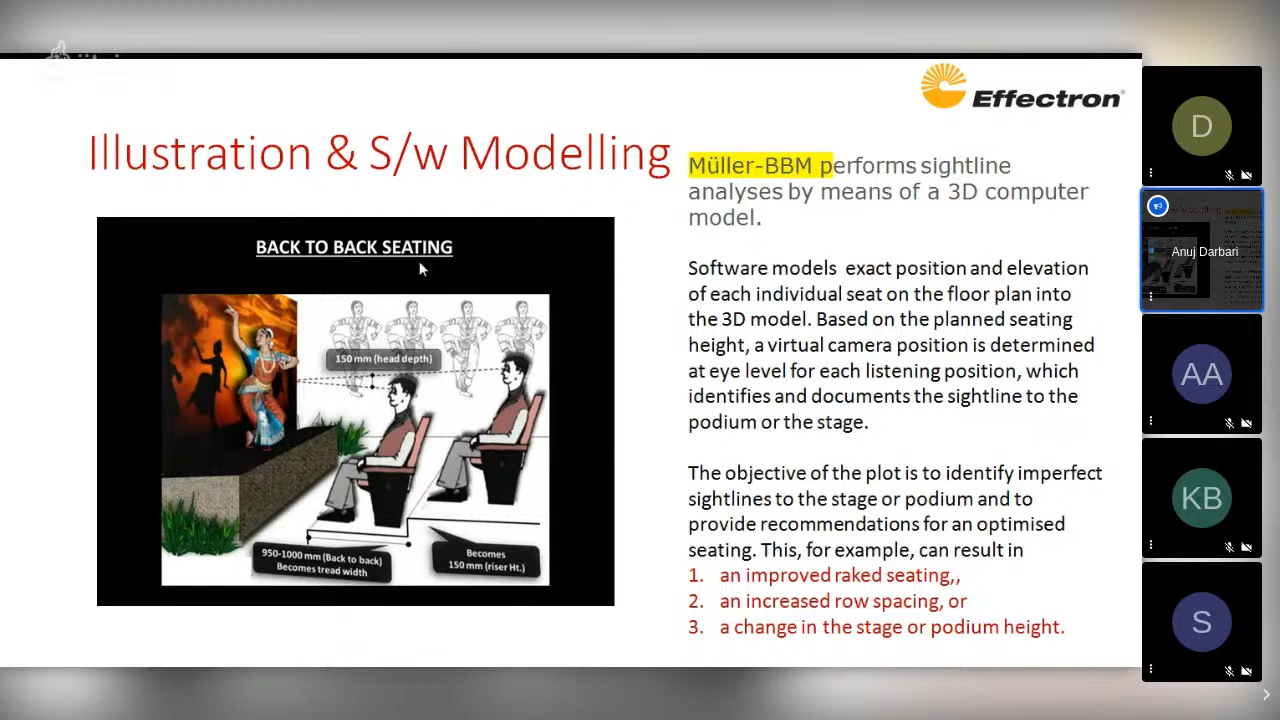 Effectron
Illustration & S/w Modelling
BACK TO BACK SEATING
150 mm (head depth)
950-1000 mm (Back to back)
Becomes tread width
Becomes
150 mm (riser Ht.)
Müller-BBM performs sightline
analyses by means of a 3D computer
model.
Software models  exact position and elevation
of each individual seat on the floor plan into
the 3D model. Based on the planned seating
height, a virtual camera position is determined
at eye level for each listening position, which
identifies and documents the sightline to the
podium or the stage.
The objective of the plot is to identify imperfect
sightlines to the stage or podium and to
provide recommendations for an optimised
seating. This, for example, can result in
1. an improved raked seating,,
2. an increased row spacing, or
3. a change in the stage or podium height.
D
Anuj Darbari
AA
KB
S